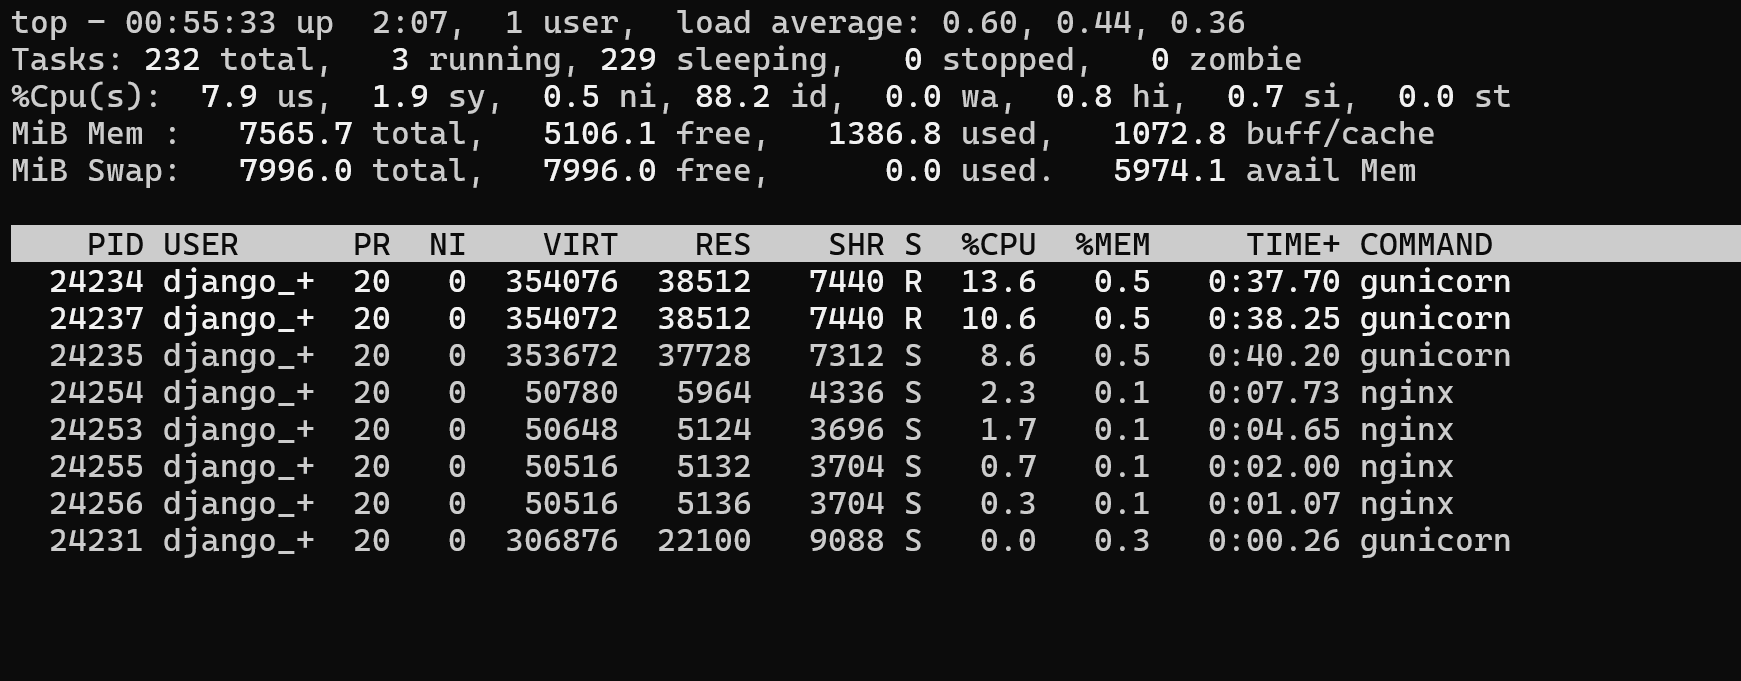 top - 00:55:33 up  2:07,  1 user,  load average: 0.60, 0.44, 0.36
Tasks: 232 total,   3 running, 229 sleeping,   0 stopped,   0 zombie
%Cpu(s):  7.9 us,  1.9 sy,  0.5 ni, 88.2 id,  0.0 wa,  0.8 hi,  0.7 si,  0.0 st
MiB Mem :   7565.7 total,   5106.1 free,   1386.8 used,   1072.8 buff/cache
MiB Swap:   7996.0 total,   7996.0 free,      0.0 used.   5974.1 avail Mem
    PID USER      PR  NI    VIRT    RES    SHR S  %CPU  %MEM     TIME+ COMMAND
  24234 django_+  20   0  354076  38512   7440 R  13.6   0.5   0:37.70 gunicorn
  24237 django_+  20   0  354072  38512   7440 R  10.6   0.5   0:38.25 gunicorn
  24235 django_+  20   0  353672  37728   7312 S   8.6   0.5   0:40.20 gunicorn
  24254 django_+  20   0   50780   5964   4336 S   2.3   0.1   0:07.73 nginx
  24253 django_+  20   0   50648   5124   3696 S   1.7   0.1   0:04.65 nginx
  24255 django_+  20   0   50516   5132   3704 S   0.7   0.1   0:02.00 nginx
  24256 django_+  20   0   50516   5136   3704 S   0.3   0.1   0:01.07 nginx
  24231 django_+  20   0  306876  22100   9088 S   0.0   0.3   0:00.26 gunicorn